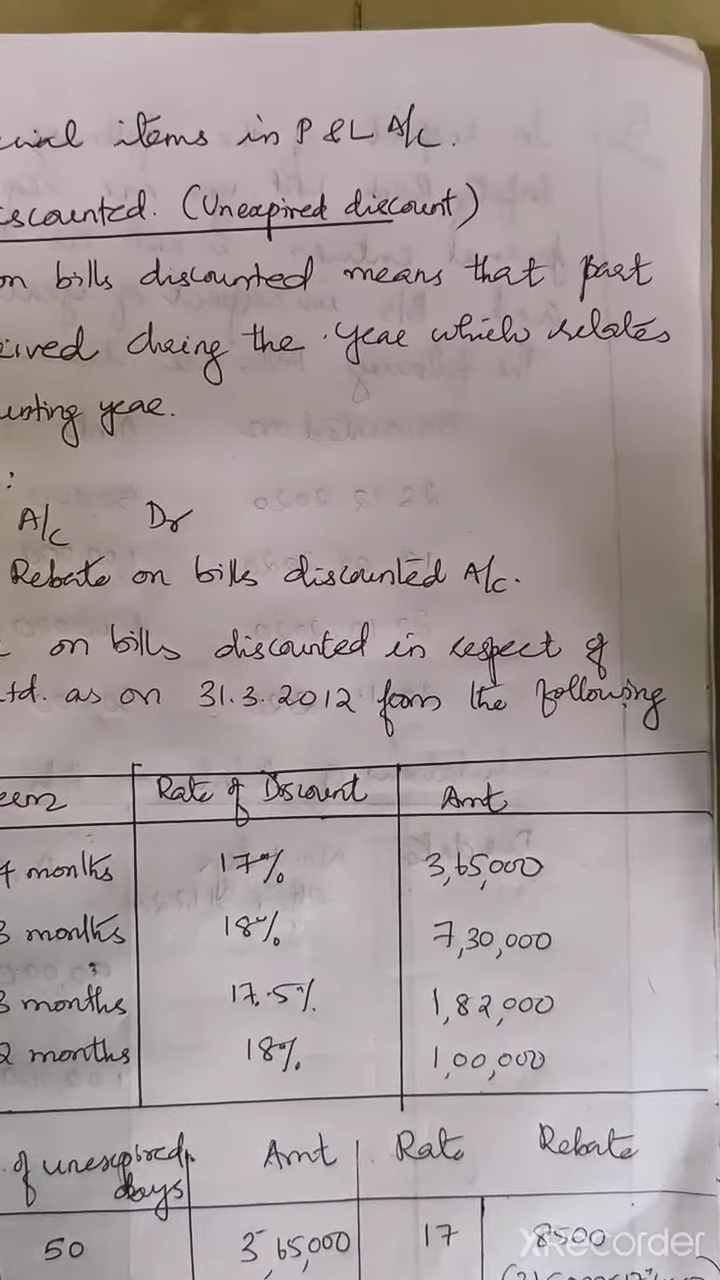 items in P & L A/c.
scounted. (Unexpired discount)
on bills discounted means that part
eived during the year which relates
unting year.
:
A/c Dr
Rebate on bills discounted A/c.
on bills discounted in respect of
td. as on 31.3.2012 from the following
Rate of Discount Amt
4 months 17% 3,65,000
3 months 18% 7,30,000
3 months 17.5% 1,82,000
2 months 18% 1,00,000
of unexpired days Amt Rate Rebate
50 3,65,000 17 8500
XRecorder